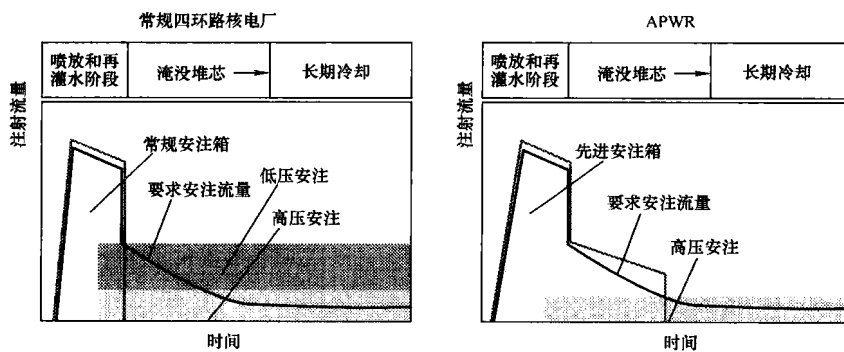 常规四环路核电厂
喷放和再
灌水阶段
淹没堆芯
长期冷却
注射流量
常规安注箱
低压安注
要求安注流量
高压安注
时间
APWR
喷放和再
灌水阶段
淹没堆芯
长期冷却
注射流量
先进安注箱
要求安注流量
高压安注
时间